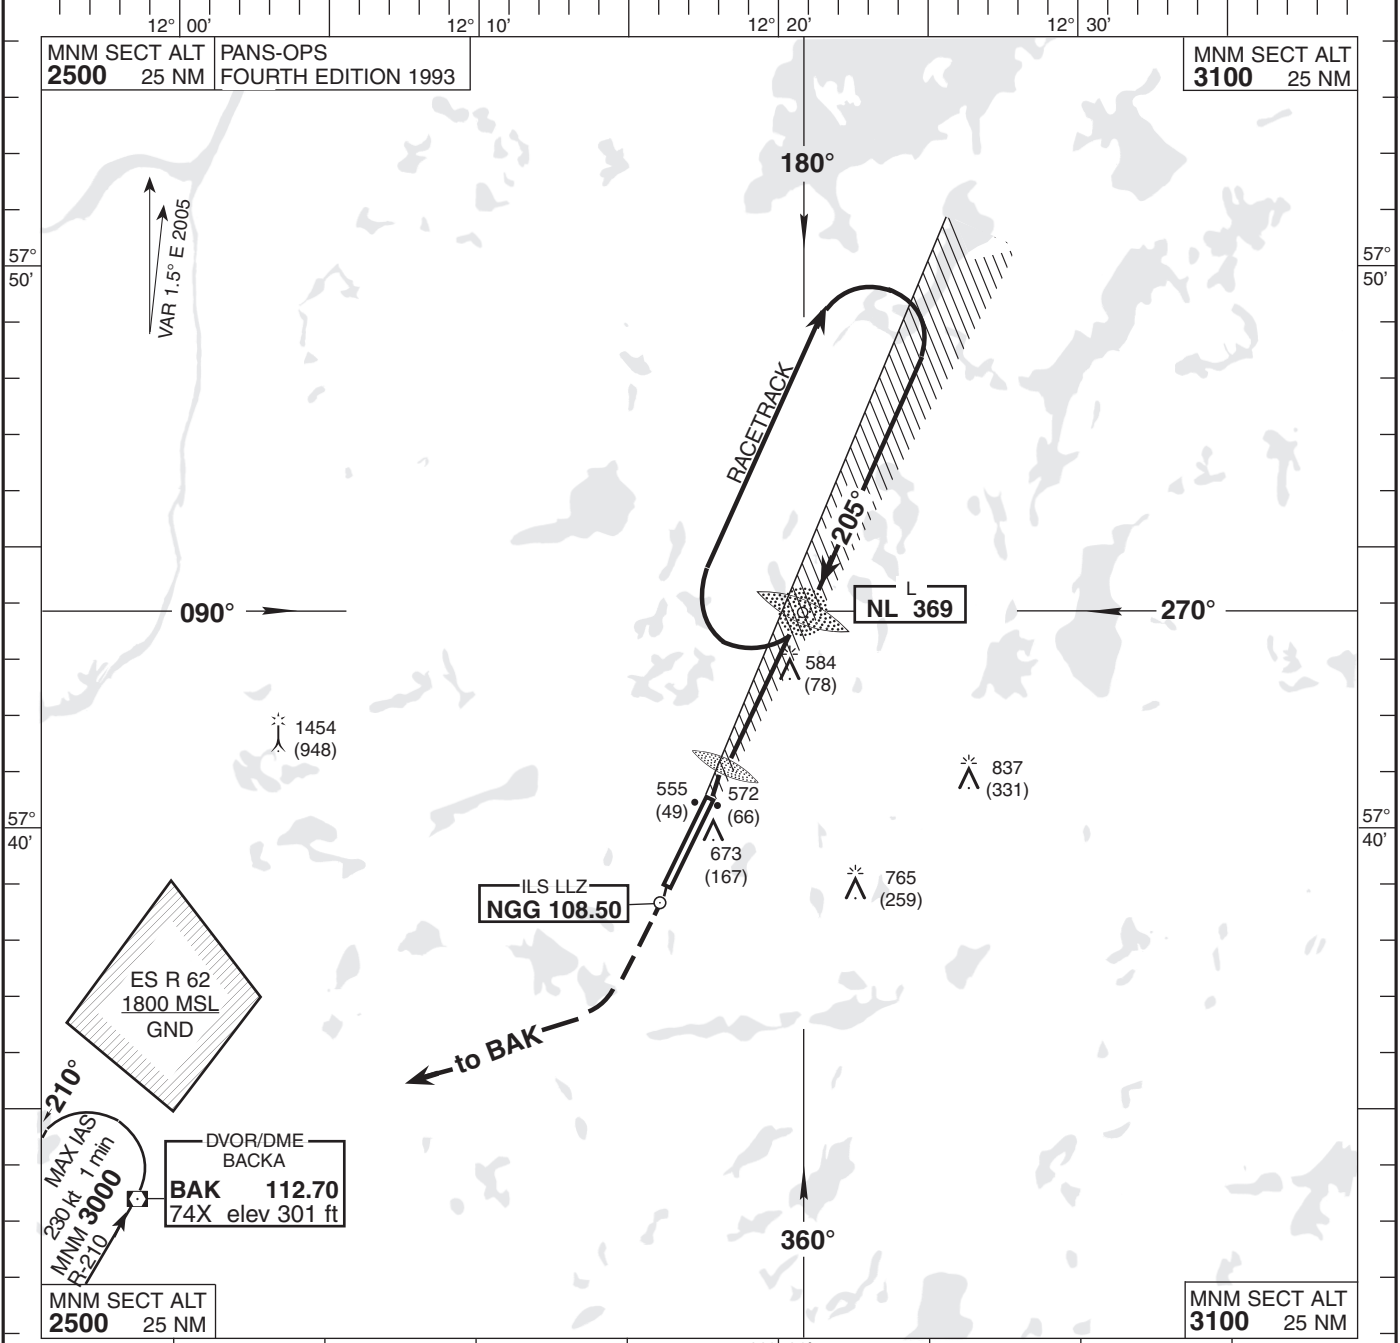 12° 00’
12° 10’
12° 20’
12° 30’
MNM SECT ALT
2500 25 NM
PANS-OPS
FOURTH EDITION 1993
MNM SECT ALT
3100 25 NM
180°
VAR 1.5° E 2005
57°
50’
57°
50’
RACETRACK
205°
090°
L
NL 369
270°
584
(78)
1454
(948)
555
(49)
572
(66)
837
(331)
57°
40’
57°
40’
673
(167)
ILS LLZ
NGG 108.50
765
(259)
ES R 62
1800 MSL
GND
to BAK
210°
MAX IAS
230 kt 1 min
MNM 3000
R-210
DVOR/DME
BACKA
BAK 112.70
74X elev 301 ft
360°
MNM SECT ALT
2500 25 NM
MNM SECT ALT
3100 25 NM